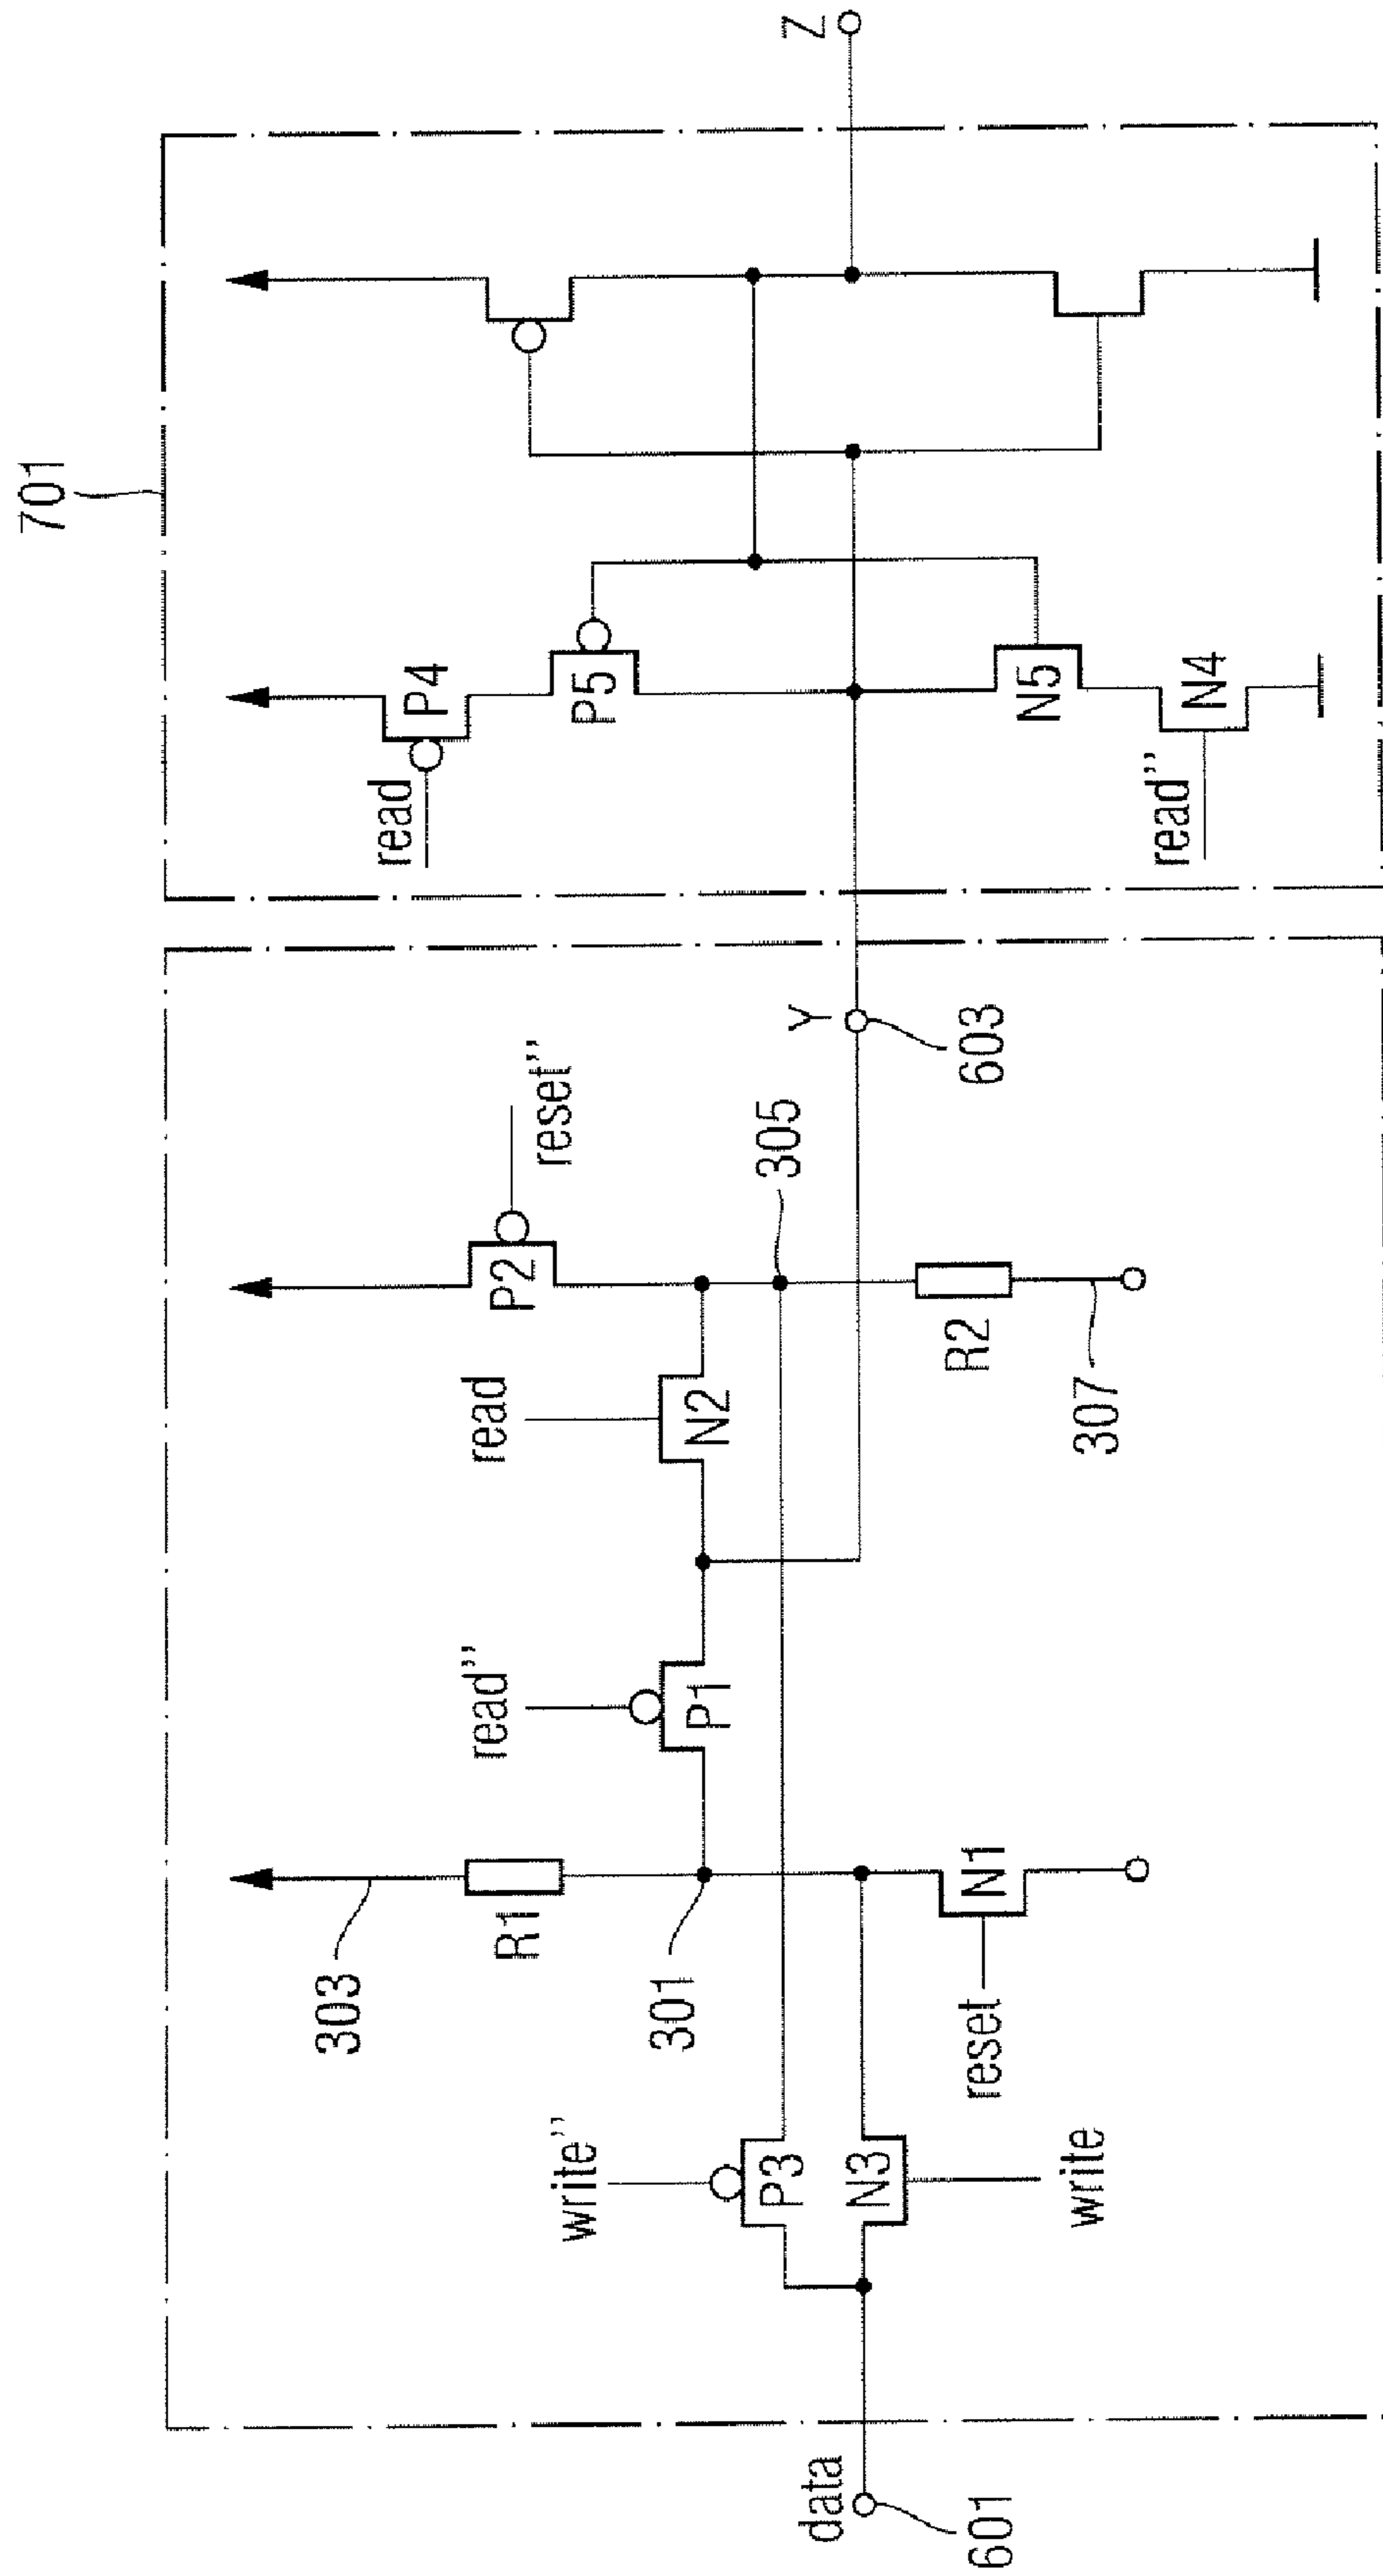 701
Z
read
P4
P5
N5
read''
N4
Y
603
reset''
P2
305
read
N2
R2
307
read''
P1
303
R1
301
N1
reset
write''
P3
N3
write
data
601